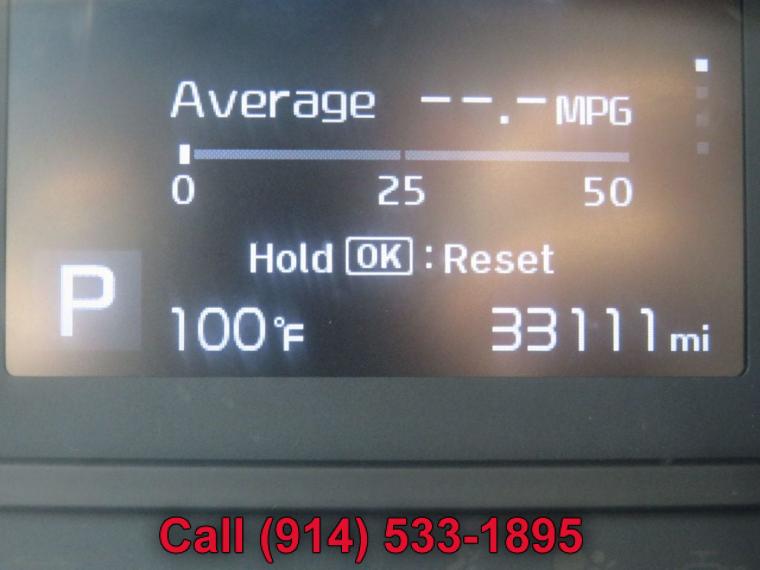 Average --.- MPG
0 25 50
Hold OK : Reset
P
100°F 33111 mi
Call (914) 533-1895